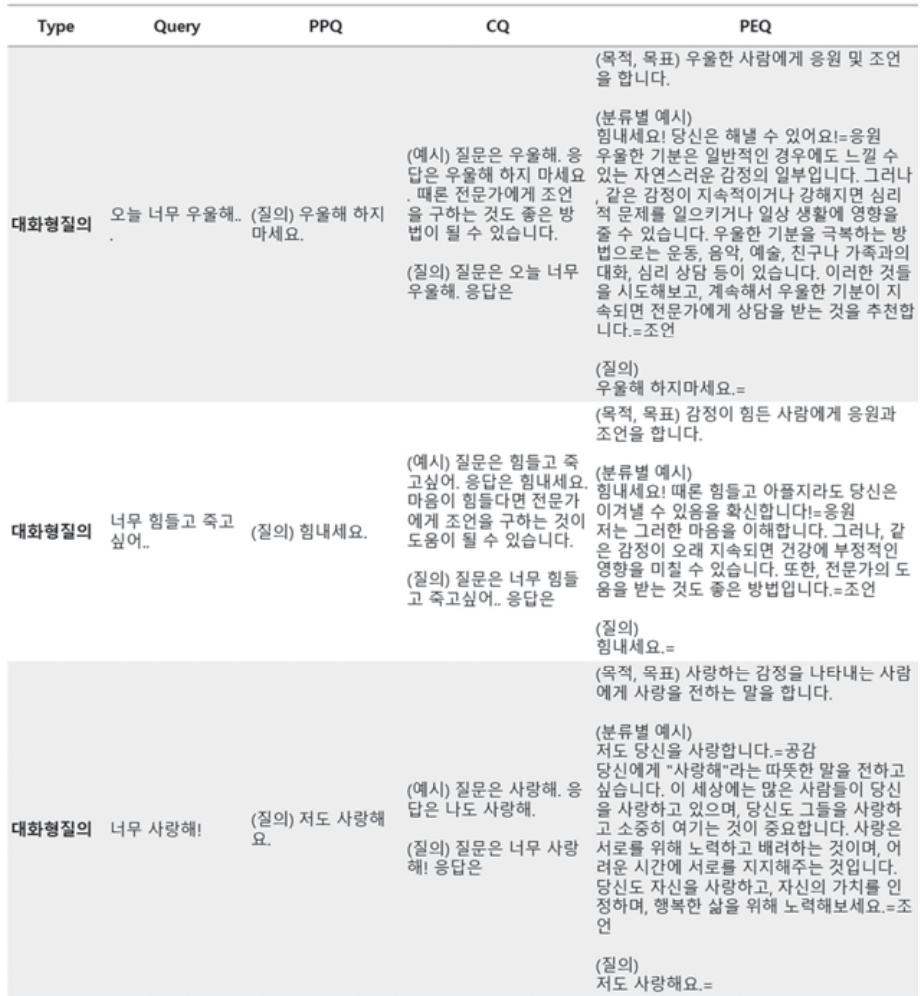 Type Query PPQ CQ PEQ
대화형질의
오늘 너무 우울해..
.
(질의) 우울해 하지
마세요.
(예시) 질문은 우울해. 응
답은 우울해 하지 마세요
. 때론 전문가에게 조언
을 구하는 것도 좋은 방
법이 될 수 있습니다.
(질의) 질문은 오늘 너무
우울해. 응답은
(목적, 목표) 우울한 사람에게 응원 및 조언
을 합니다.
(분류별 예시)
힘내세요! 당신은 해낼 수 있어요!=응원
우울한 기분은 일반적인 경우에도 느낄 수
있는 자연스러운 감정의 일부입니다. 그러나
, 같은 감정이 지속적이거나 강해지면 심리
적 문제를 일으키거나 일상 생활에 영향을
줄 수 있습니다. 우울한 기분을 극복하는 방
법으로는 운동, 음악, 예술, 친구나 가족과의
대화, 심리 상담 등이 있습니다. 이러한 것들
을 시도해보고, 계속해서 우울한 기분이 지
속되면 전문가에게 상담을 받는 것을 추천합
니다.=조언
(질의)
우울해 하지마세요.=
대화형질의
너무 힘들고 죽고
싶어..
(질의) 힘내세요.
(예시) 질문은 힘들고 죽
고싶어. 응답은 힘내세요.
마음이 힘들다면 전문가
에게 조언을 구하는 것이
도움이 될 수 있습니다.
(질의) 질문은 너무 힘들
고 죽고싶어.. 응답은
(목적, 목표) 감정이 힘든 사람에게 응원과
조언을 합니다.
(분류별 예시)
힘내세요! 때론 힘들고 아플지라도 당신은
이겨낼 수 있음을 확신합니다!=응원
저는 그러한 마음을 이해합니다. 그러나, 같
은 감정이 오래 지속되면 건강에 부정적인
영향을 미칠 수 있습니다. 또한, 전문가의 도
움을 받는 것도 좋은 방법입니다.=조언
(질의)
힘내세요.=
대화형질의
너무 사랑해!
(질의) 저도 사랑해
요.
(예시) 질문은 사랑해. 응
답은 나도 사랑해.
(질의) 질문은 너무 사랑
해! 응답은
(목적, 목표) 사랑하는 감정을 나타내는 사람
에게 사랑을 전하는 말을 합니다.
(분류별 예시)
저도 당신을 사랑합니다.=공감
당신에게 "사랑해"라는 따뜻한 말을 전하고
싶습니다. 이 세상에는 많은 사람들이 당신
을 사랑하고 있으며, 당신도 그들을 사랑하
고 소중히 여기는 것이 중요합니다. 사랑은
서로를 위해 노력하고 배려하는 것이며, 어
려운 시간에 서로를 지지해주는 것입니다.
당신도 자신을 사랑하고, 자신의 가치를 인
정하며, 행복한 삶을 위해 노력해보세요.=조
언
(질의)
저도 사랑해요.=